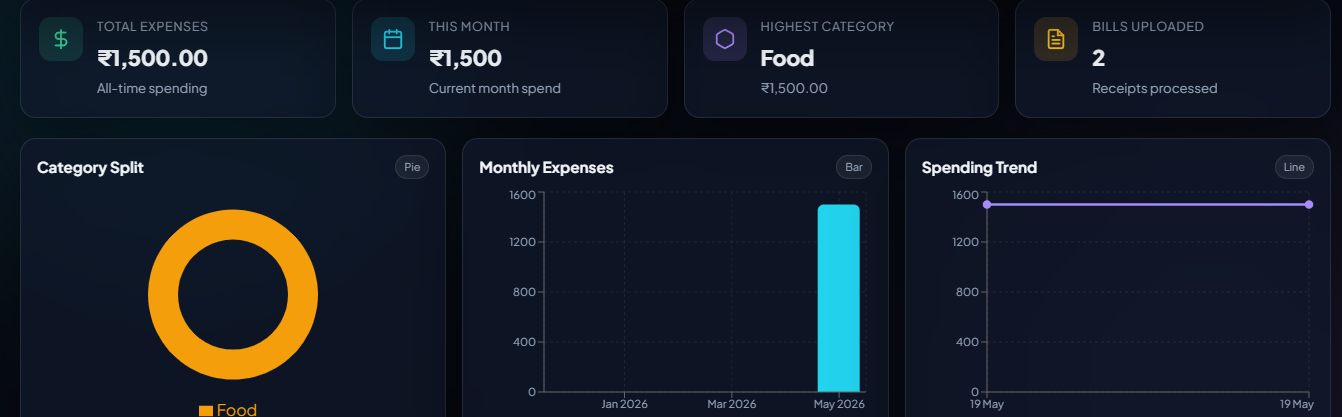 TOTAL EXPENSES
₹1,500.00
All-time spending
THIS MONTH
₹1,500
Current month spend
HIGHEST CATEGORY
Food
₹1,500.00
BILLS UPLOADED
2
Receipts processed
Category Split
Pie
Food
Monthly Expenses
Bar
1600
1200
800
400
0
Jan 2026
Mar 2026
May 2026
Spending Trend
Line
1600
1200
800
400
0
19 May
19 May